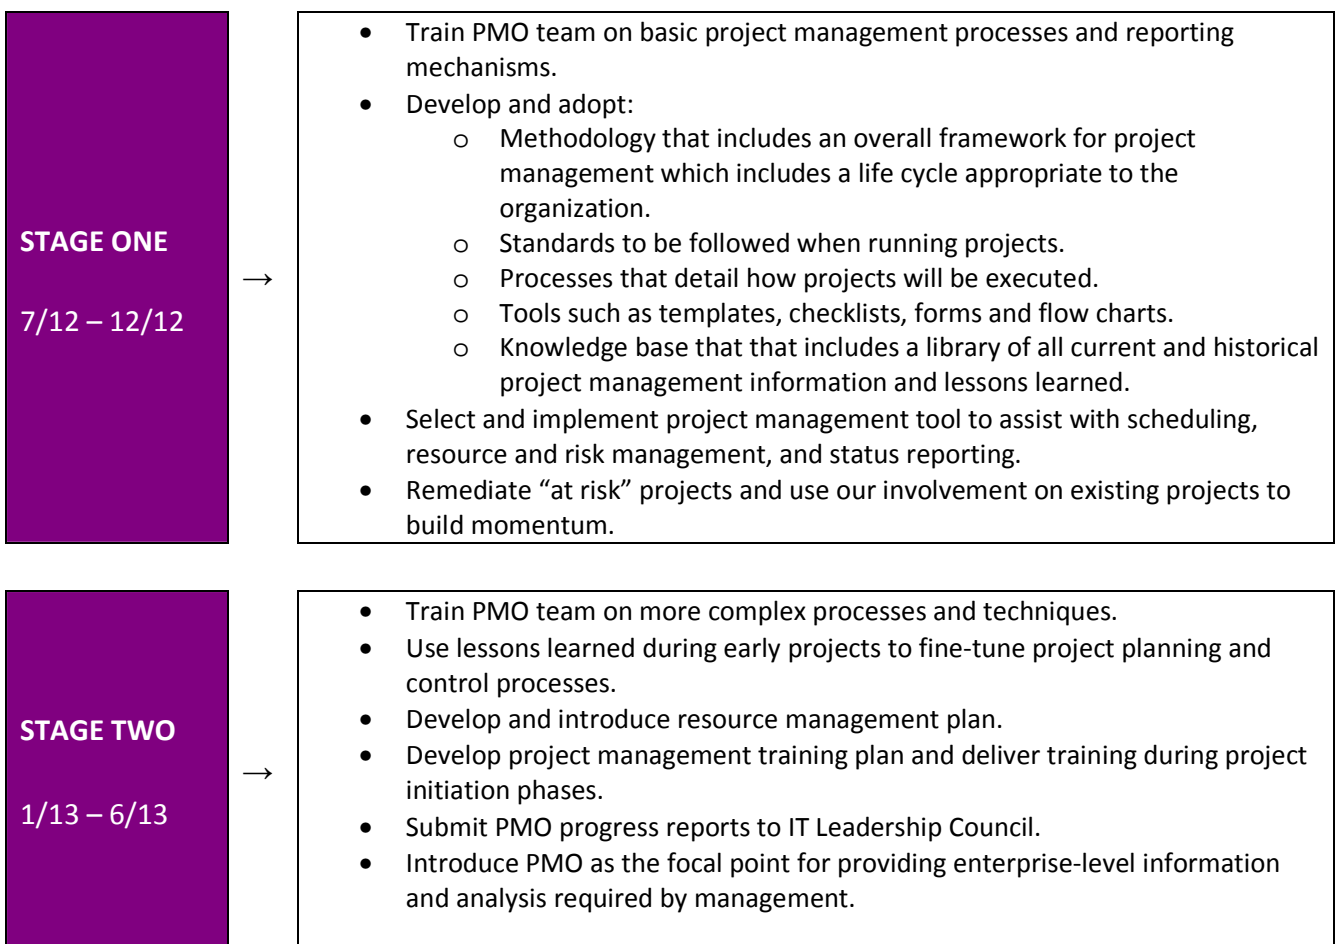 STAGE ONE
7/12 – 12/12
→
• Train PMO team on basic project management processes and reporting
mechanisms.
• Develop and adopt:
o Methodology that includes an overall framework for project
management which includes a life cycle appropriate to the
organization.
o Standards to be followed when running projects.
o Processes that detail how projects will be executed.
o Tools such as templates, checklists, forms and flow charts.
o Knowledge base that that includes a library of all current and historical
project management information and lessons learned.
• Select and implement project management tool to assist with scheduling,
resource and risk management, and status reporting.
• Remediate “at risk” projects and use our involvement on existing projects to
build momentum.
STAGE TWO
1/13 – 6/13
→
• Train PMO team on more complex processes and techniques.
• Use lessons learned during early projects to fine-tune project planning and
control processes.
• Develop and introduce resource management plan.
• Develop project management training plan and deliver training during project
initiation phases.
• Submit PMO progress reports to IT Leadership Council.
• Introduce PMO as the focal point for providing enterprise-level information
and analysis required by management.